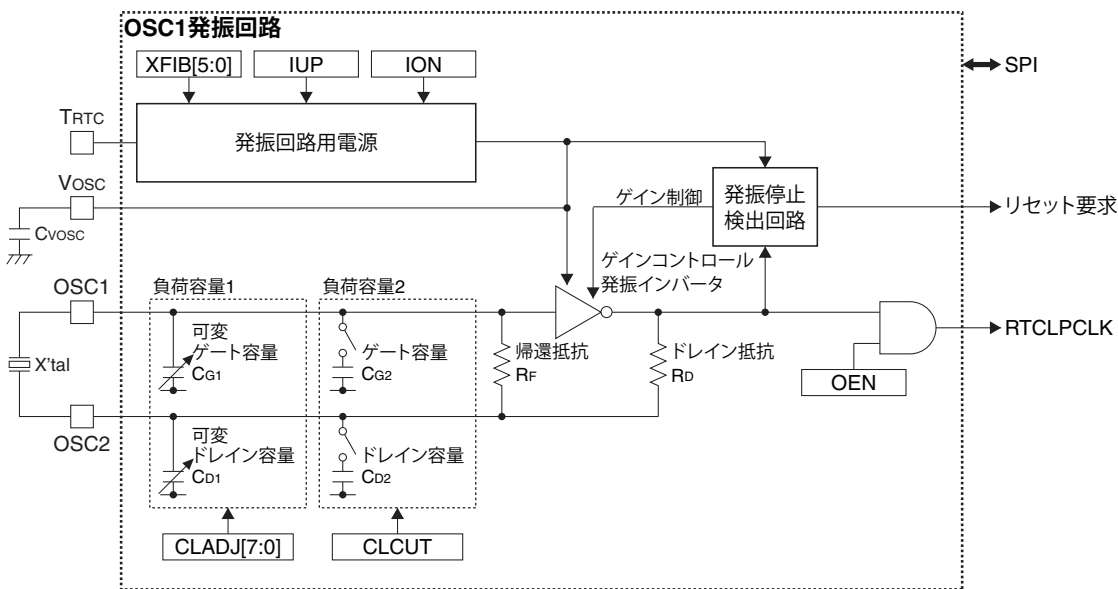 OSC1発振回路
XFIB[5:0]
IUP
ION
SPI
TRTC
発振回路用電源
VOSC
CVOSC
ゲイン制御
発振停止
検出回路
リセット要求
ゲインコントロール
発振インバータ
OSC1
負荷容量1
負荷容量2
可変
ゲート容量
CG1
ゲート容量
CG2
帰還抵抗
RF
ドレイン抵抗
RD
RTCLPCLK
OEN
X'tal
OSC2
可変
ドレイン容量
CD1
ドレイン容量
CD2
CLADJ[7:0]
CLCUT